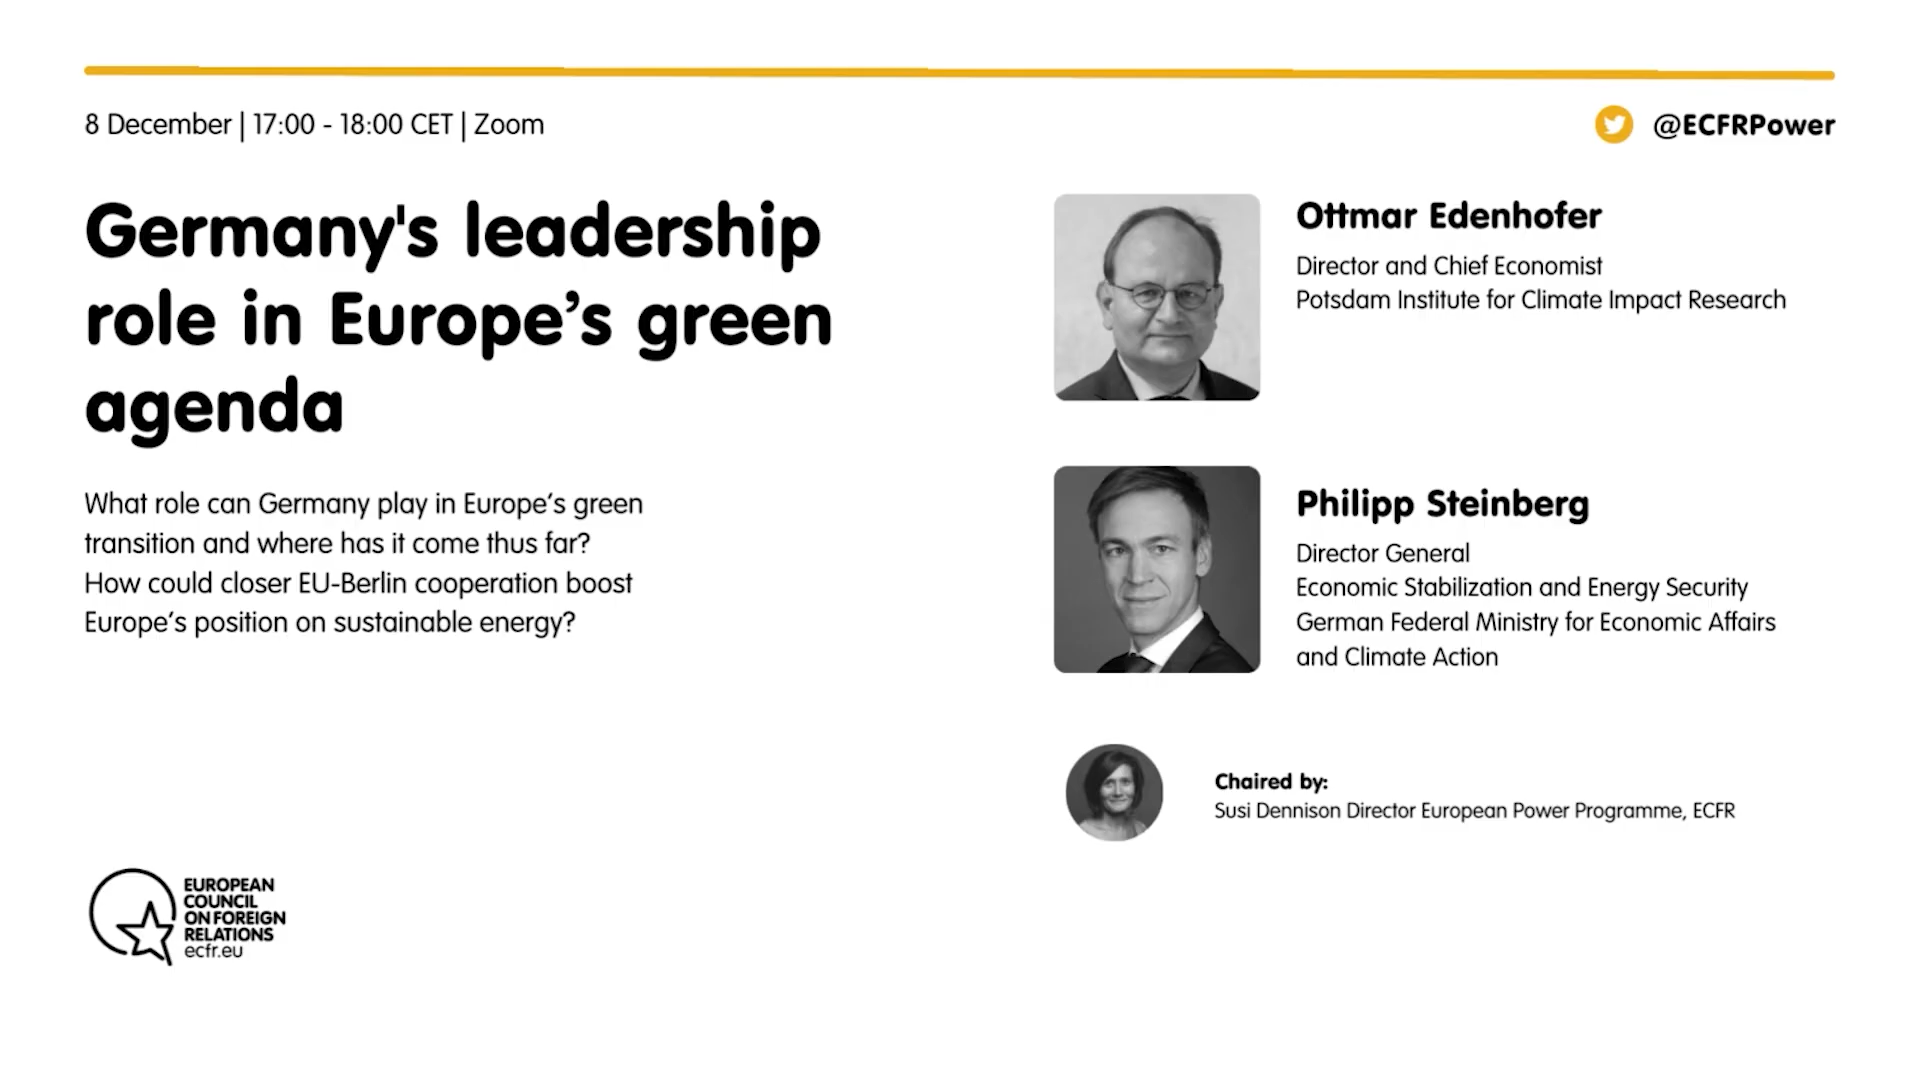 8 December | 17:00 - 18:00 CET | Zoom
@ECFRPower
Germany's leadership
role in Europe’s green
agenda
What role can Germany play in Europe’s green
transition and where has it come thus far?
How could closer EU-Berlin cooperation boost
Europe’s position on sustainable energy?
Ottmar Edenhofer
Director and Chief Economist
Potsdam Institute for Climate Impact Research
Philipp Steinberg
Director General
Economic Stabilization and Energy Security
German Federal Ministry for Economic Affairs
and Climate Action
Chaired by:
Susi Dennison Director European Power Programme, ECFR
EUROPEAN
COUNCIL
ON FOREIGN
RELATIONS
ecfr.eu